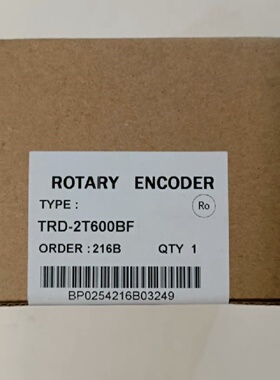 ROTARY ENCODER
TYPE : Ro
TRD-2T600BF
ORDER : 216B QTY 1
BP0254216B03249